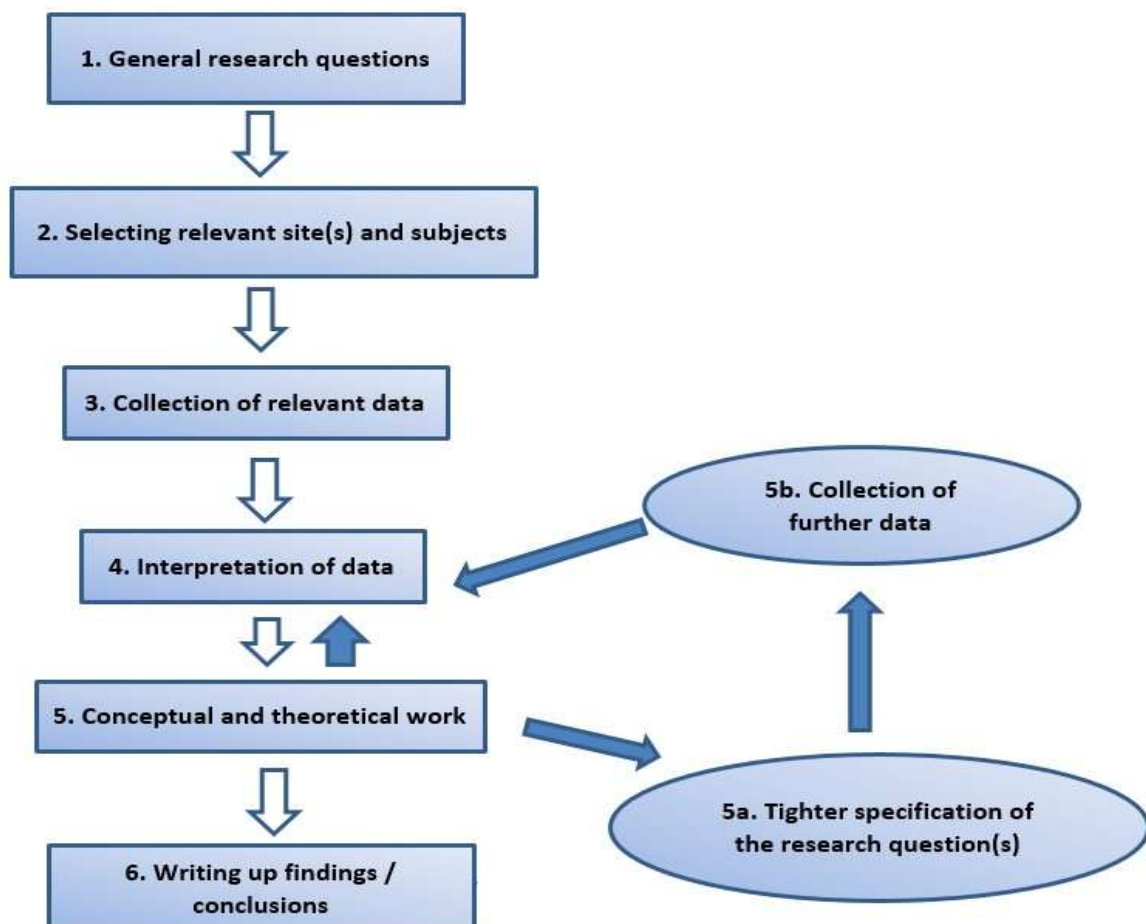 1. General research questions
2. Selecting relevant site(s) and subjects
3. Collection of relevant data
4. Interpretation of data
5. Conceptual and theoretical work
6. Writing up findings /
conclusions
5b. Collection of
further data
5a. Tighter specification of
the research question(s)